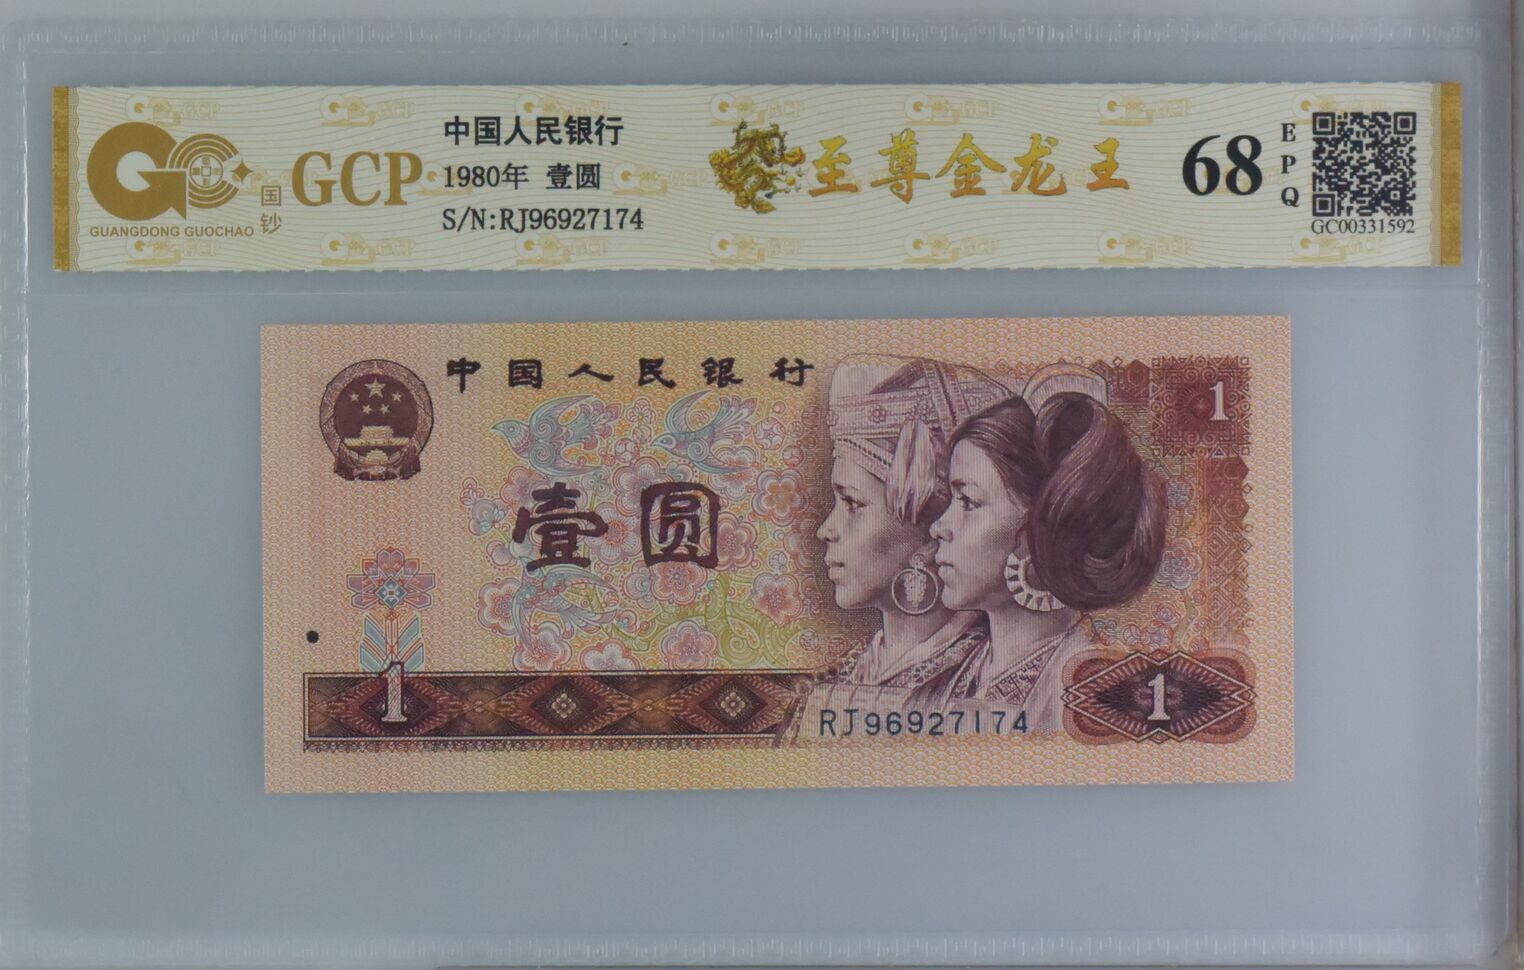 GUANGDONG GUOCHAO
国钞
GCP
中国人民银行
1980年 壹圆
S/N:RJ96927174
至尊金龙王
68
EPQ
GC00331592
中国人民银行
1
壹圆
1
RJ96927174
1